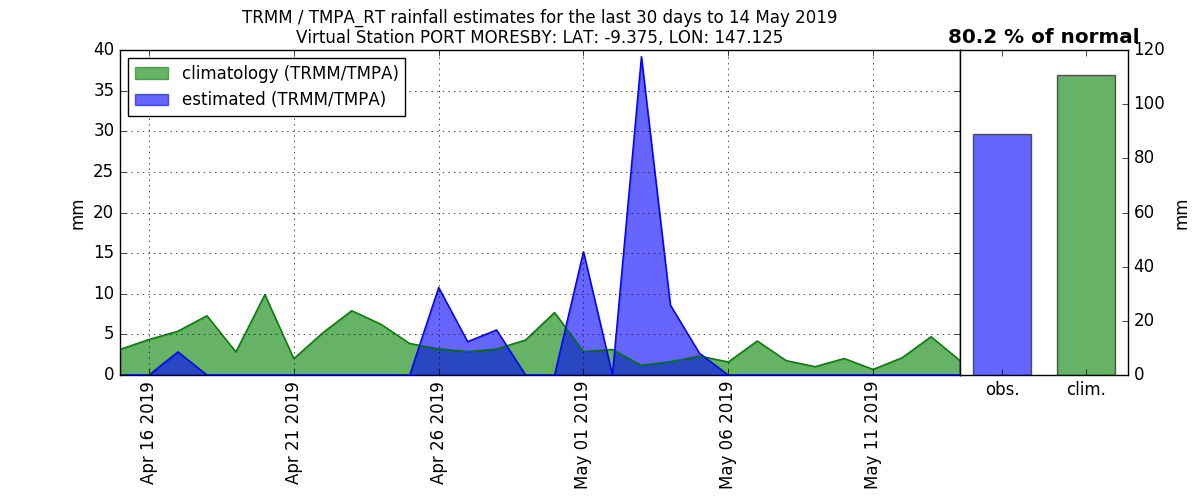 TRMM / TMPA_RT rainfall estimates for the last 30 days to 14 May 2019
Virtual Station PORT MORESBY: LAT: -9.375, LON: 147.125
80.2 % of normal
climatology (TRMM/TMPA)
estimated (TRMM/TMPA)
40
35
30
25
20
15
10
5
0
mm
Apr 16 2019
Apr 21 2019
Apr 26 2019
May 01 2019
May 06 2019
May 11 2019
120
100
80
60
40
20
0
mm
obs.
clim.